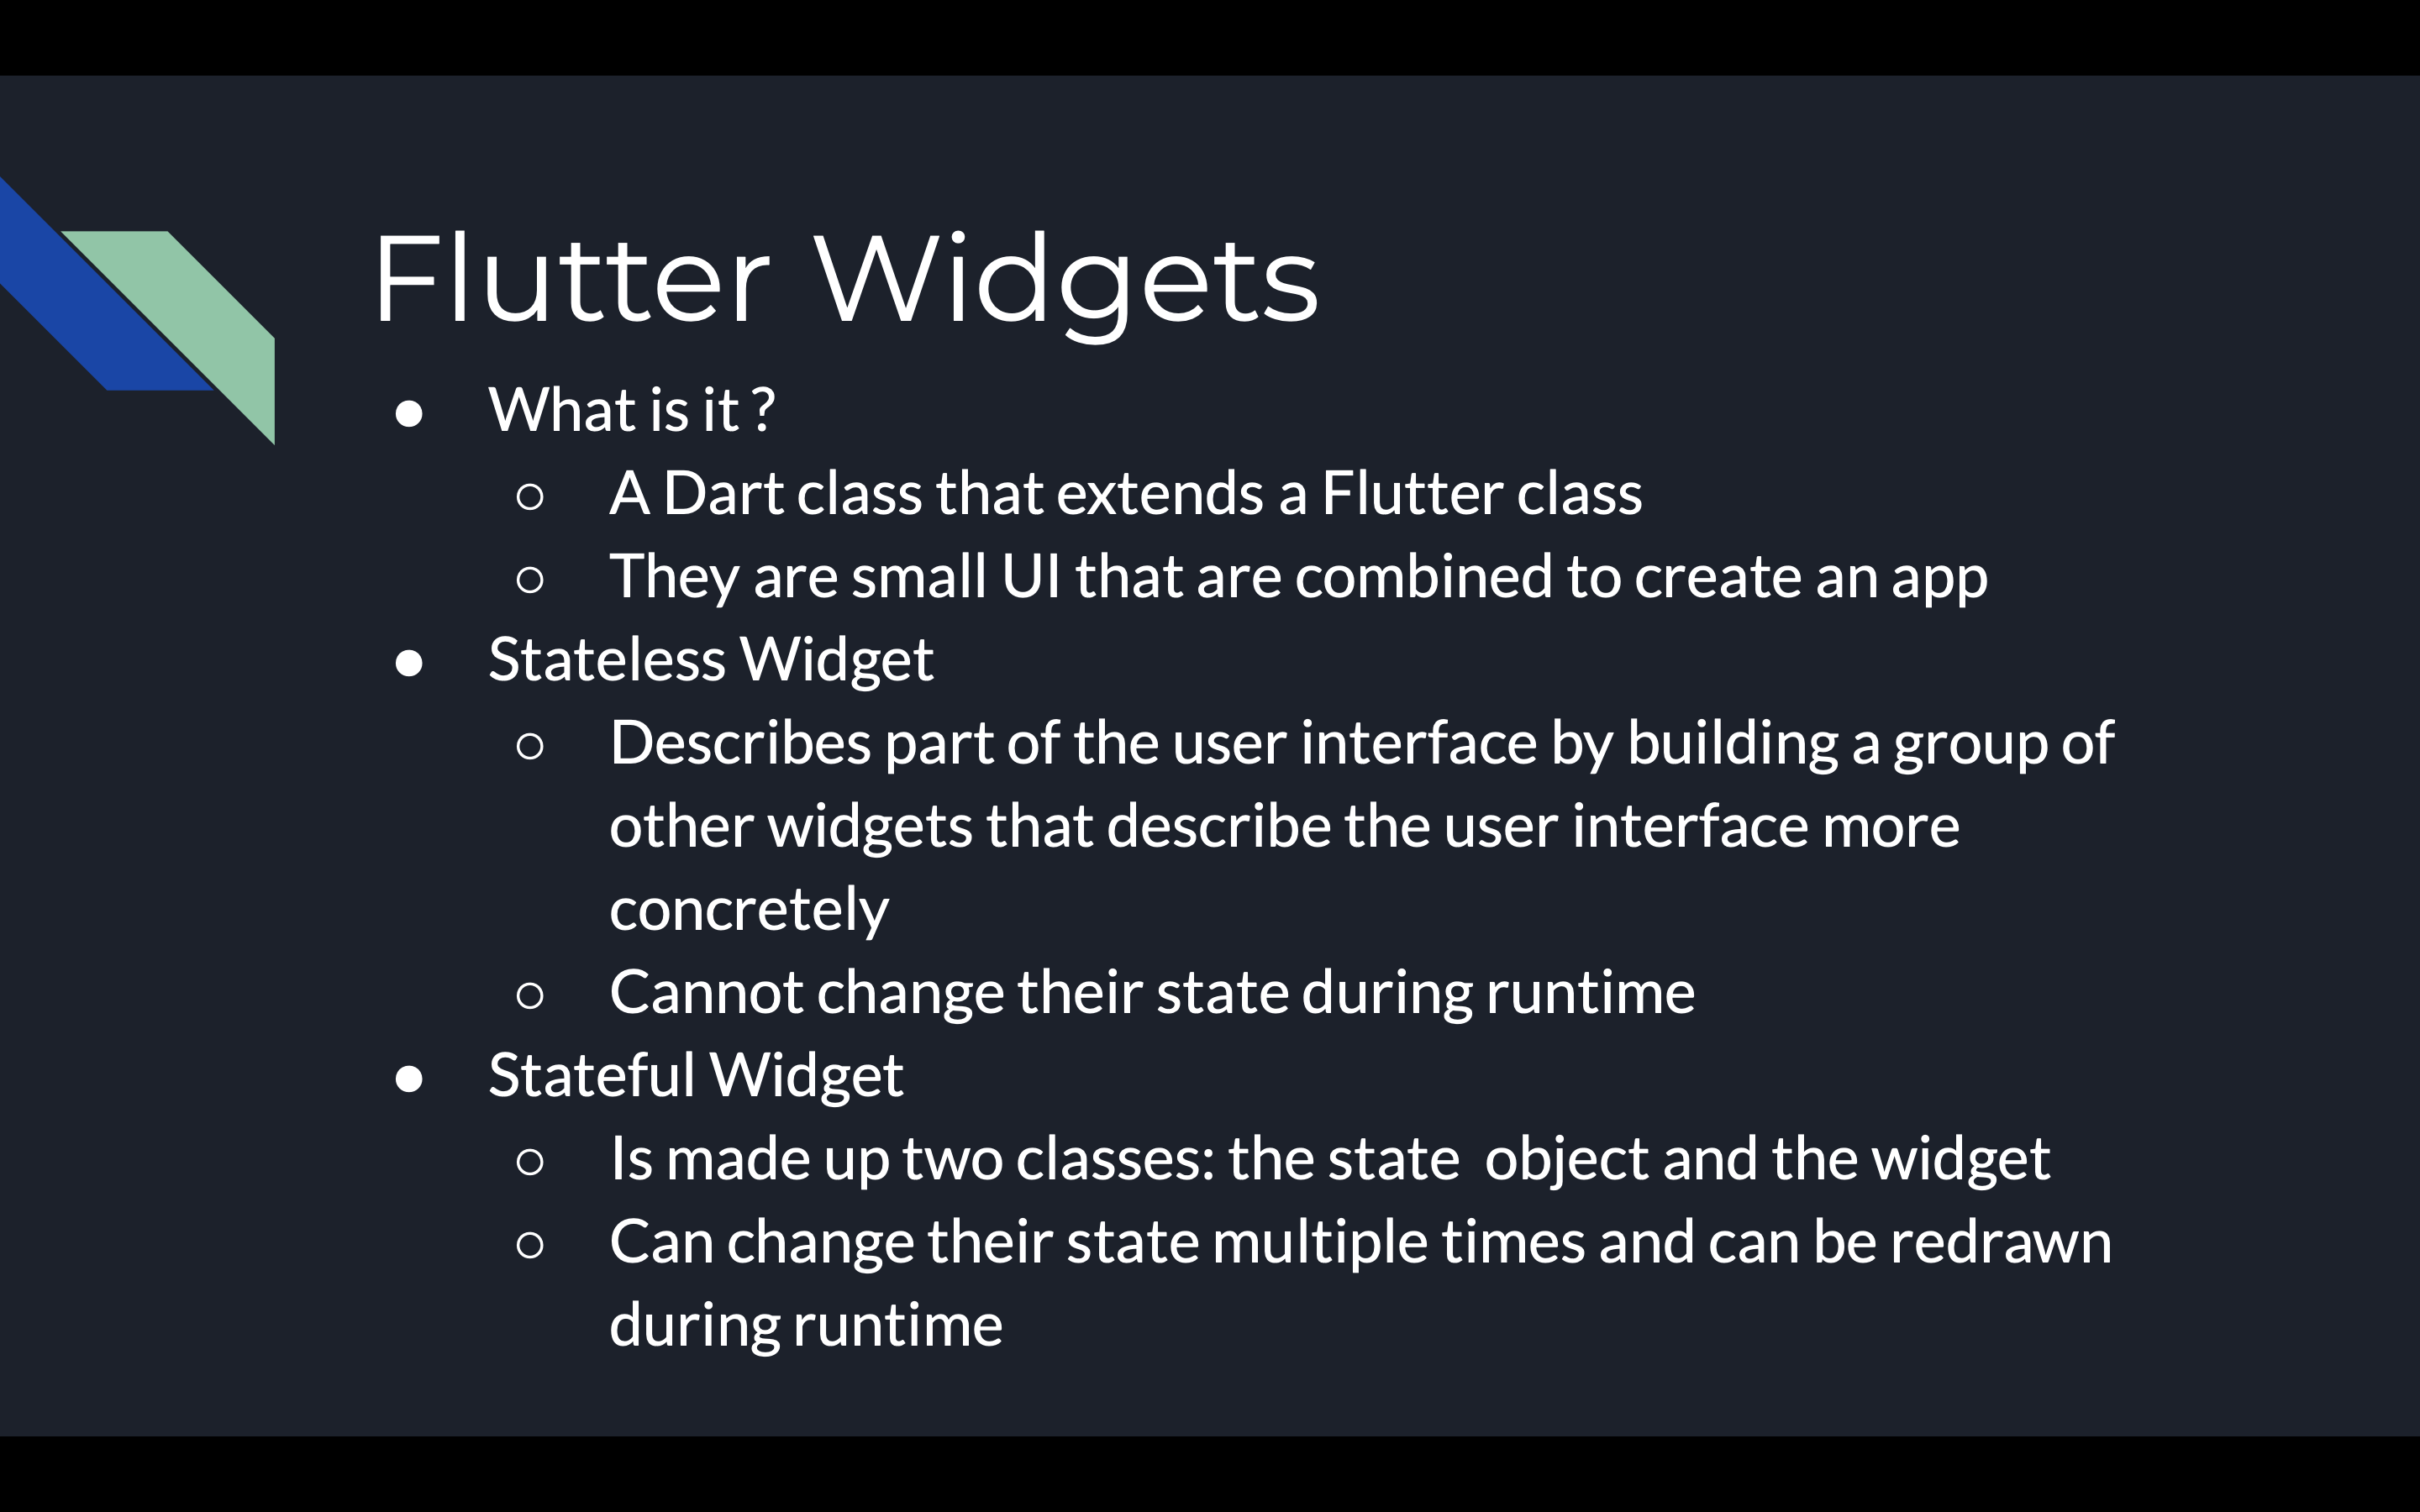 Flutter Widgets
● What is it ?
○ A Dart class that extends a Flutter class
○ They are small UI that are combined to create an app
● Stateless Widget
○ Describes part of the user interface by building a group of
other widgets that describe the user interface more
concretely
○ Cannot change their state during runtime
● Stateful Widget
○ Is made up two classes: the state  object and the widget
○ Can change their state multiple times and can be redrawn
during runtime